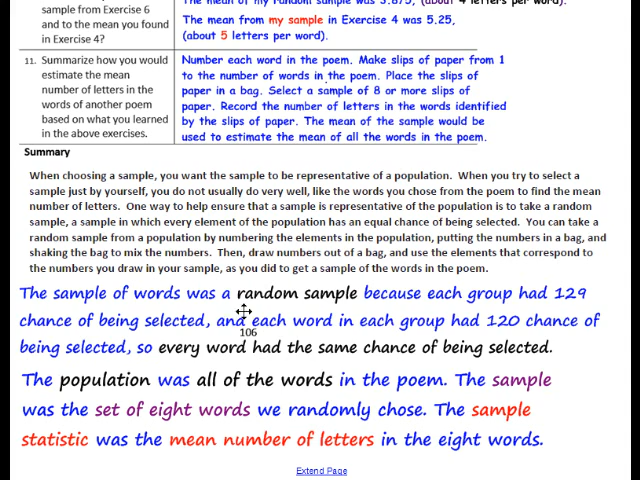 sample from Exercise 6 The mean of my random sample was 3.875, (about 4 letters per word).
and to the mean you found The mean from my sample in Exercise 4 was 5.25,
in Exercise 4? (about 5 letters per word).
11. Summarize how you would Number each word in the poem. Make slips of paper from 1
estimate the mean to the number of words in the poem. Place the slips of
number of letters in the paper in a bag. Select a sample of 8 or more slips of
words of another poem paper. Record the number of letters in the words identified
based on what you learned by the slips of paper. The mean of the sample would be
in the above exercises. used to estimate the mean of all the words in the poem.
Summary
When choosing a sample, you want the sample to be representative of a population. When you try to select a
sample just by yourself, you do not usually do very well, like the words you chose from the poem to find the mean
number of letters. One way to help ensure that a sample is representative of the population is to take a random
sample, a sample in which every element of the population has an equal chance of being selected. You can take a
random sample from a population by numbering the elements in the population, putting the numbers in a bag, and
shaking the bag to mix the numbers. Then, draw numbers out of a bag, and use the elements that correspond to
the numbers you draw in your sample, as you did to get a sample of the words in the poem.
The sample of words was a random sample because each group had 129
chance of being selected, and each word in each group had 120 chance of
106
being selected, so every word had the same chance of being selected.
The population was all of the words in the poem. The sample
was the set of eight words we randomly chose. The sample
statistic was the mean number of letters in the eight words.
Extend Page